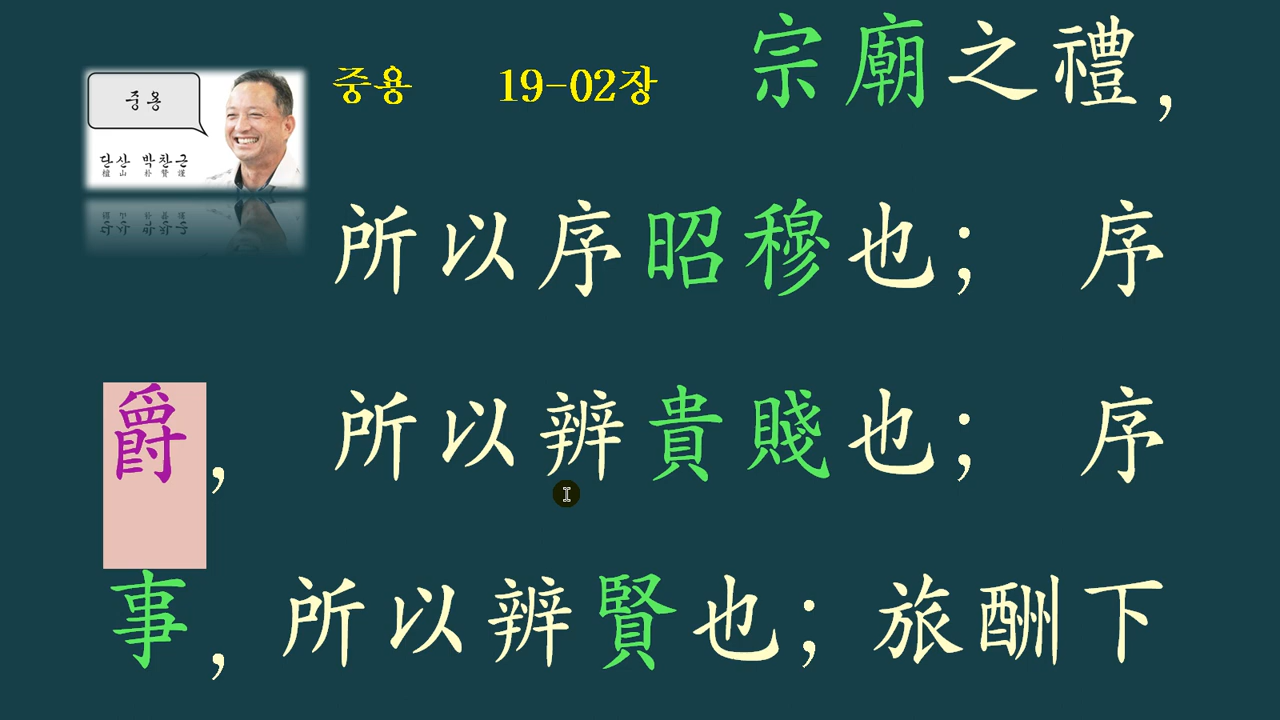 宗廟之禮,
중용 19-02장
중용
단산 박찬근
檀山 朴贊謹
所以序昭穆也; 序
爵, 所以辨貴賤也; 序
事, 所以辨賢也; 旅酬下